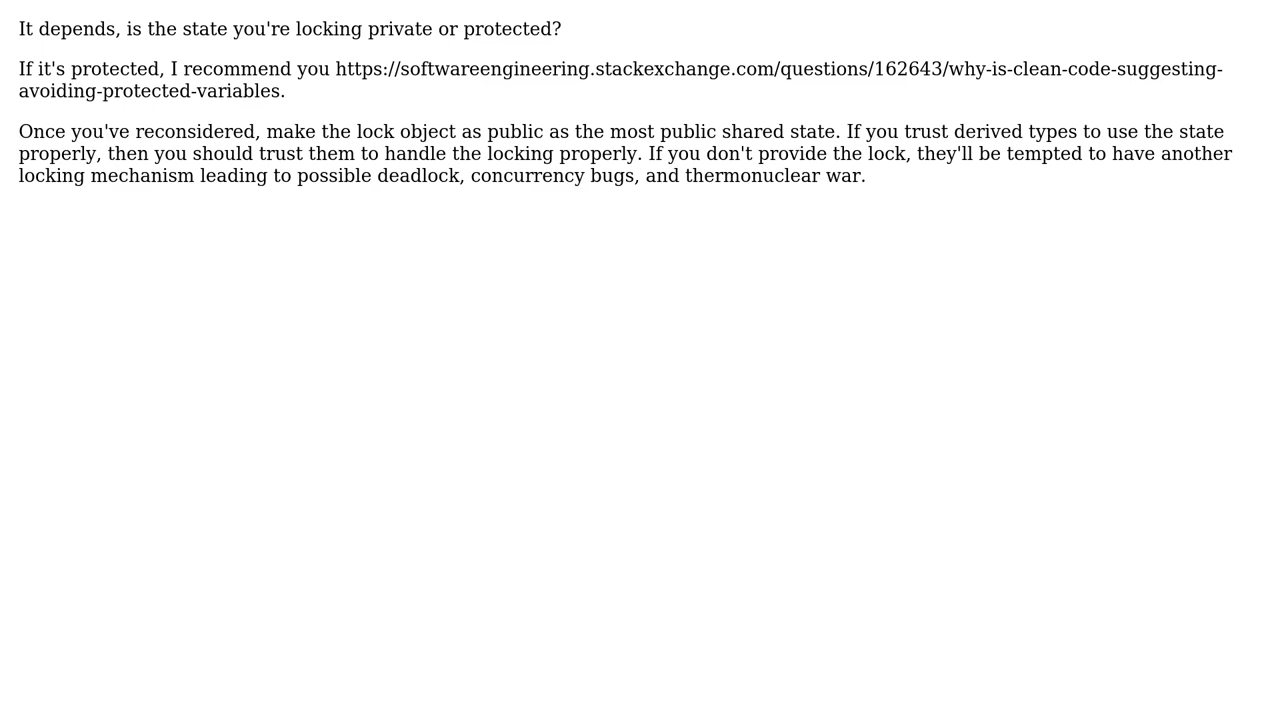 It depends, is the state you're locking private or protected?
If it's protected, I recommend you https://softwareengineering.stackexchange.com/questions/162643/why-is-clean-code-suggesting-
avoiding-protected-variables.
Once you've reconsidered, make the lock object as public as the most public shared state. If you trust derived types to use the state
properly, then you should trust them to handle the locking properly. If you don't provide the lock, they'll be tempted to have another
locking mechanism leading to possible deadlock, concurrency bugs, and thermonuclear war.